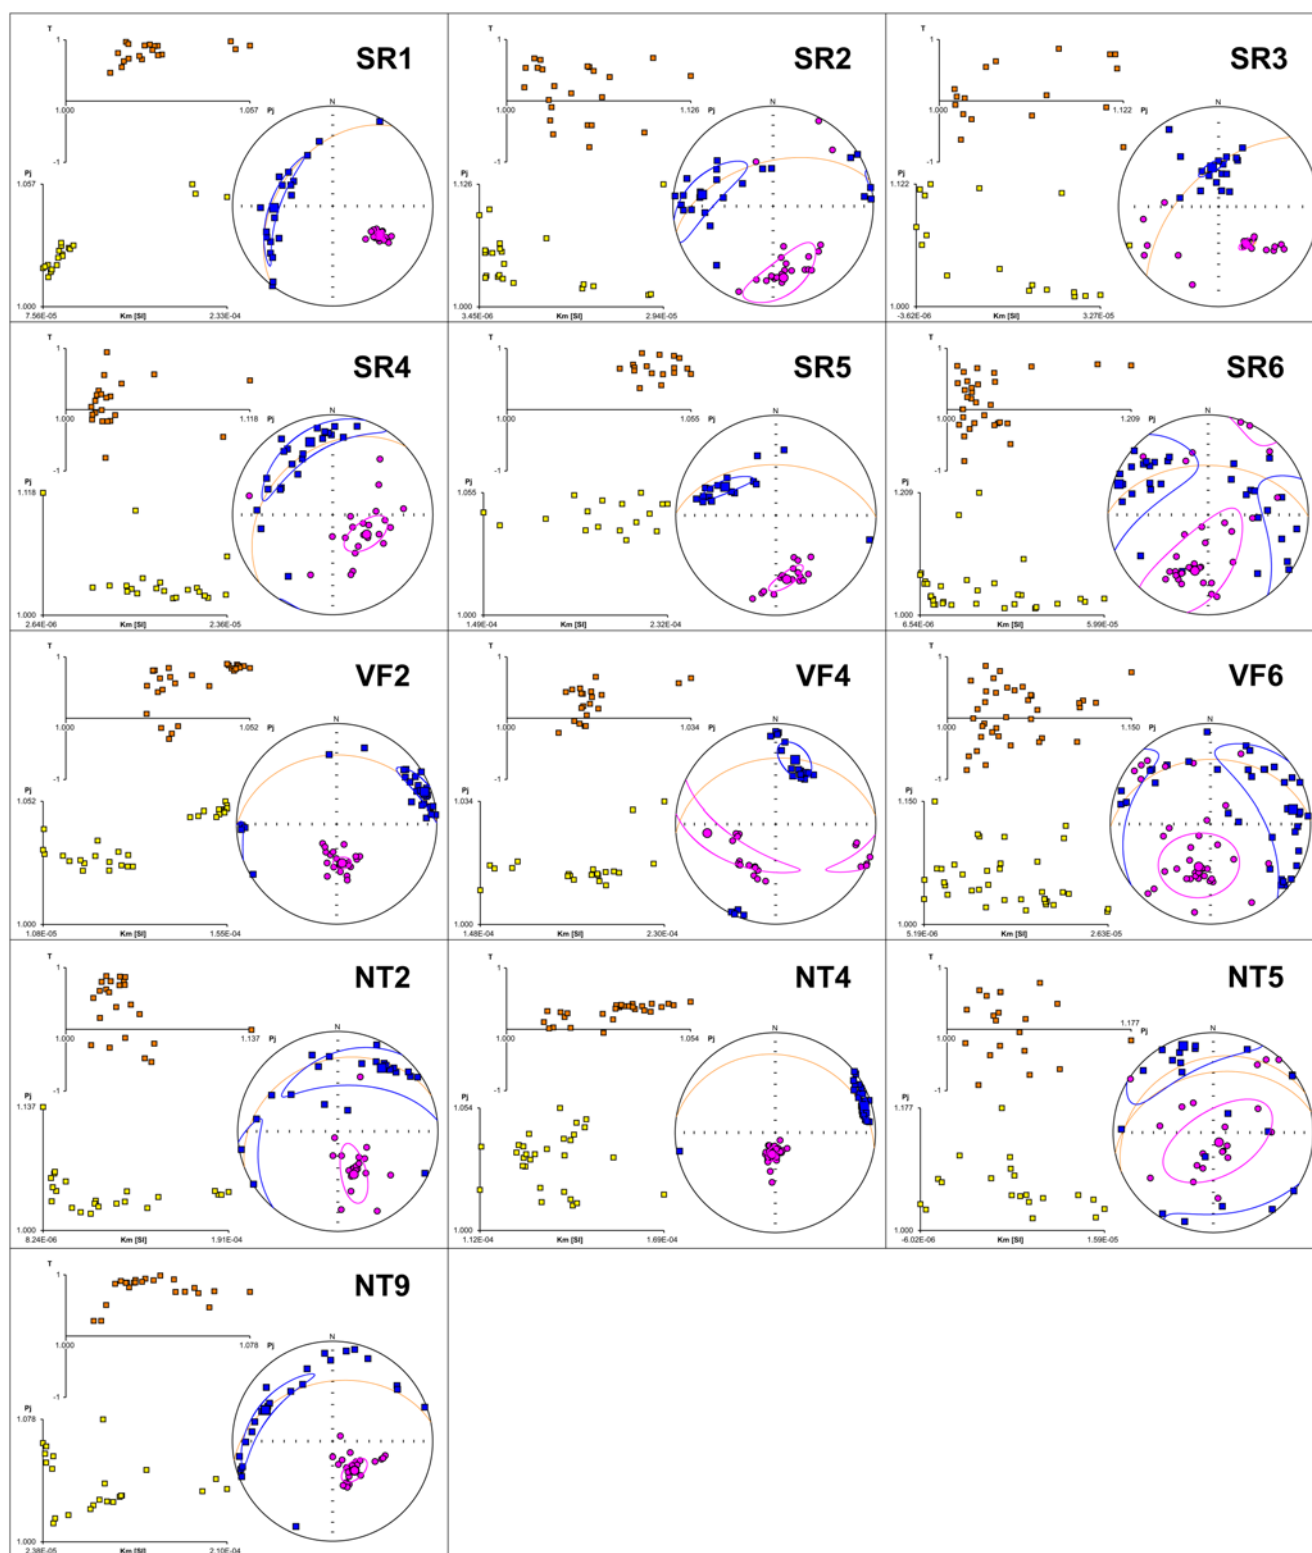 T
1
SR1
1.000
1.057
Pj
N
-1
Pj
1.057
1.000
7.56E-05
Km [SI]
2.33E-04
T
1
SR2
1.000
1.126
Pj
N
-1
Pj
1.126
1.000
3.45E-06
Km [SI]
2.94E-05
T
1
SR3
1.000
1.122
Pj
N
-1
Pj
1.122
1.000
-3.62E-06
Km [SI]
3.27E-05
T
1
SR4
1.000
1.118
Pj
N
-1
Pj
1.118
1.000
2.64E-06
Km [SI]
2.36E-05
T
1
SR5
1.000
1.055
Pj
N
-1
Pj
1.055
1.000
1.49E-04
Km [SI]
2.32E-04
T
1
SR6
1.000
1.209
Pj
N
-1
Pj
1.209
1.000
6.54E-06
Km [SI]
5.99E-05
T
1
VF2
1.000
1.052
Pj
N
-1
Pj
1.052
1.000
1.08E-05
Km [SI]
1.55E-04
T
1
VF4
1.000
1.034
Pj
N
-1
Pj
1.034
1.000
1.48E-04
Km [SI]
2.30E-04
T
1
VF6
1.000
1.150
Pj
N
-1
Pj
1.150
1.000
5.19E-06
Km [SI]
2.63E-05
T
1
NT2
1.000
1.137
Pj
N
-1
Pj
1.137
1.000
8.24E-06
Km [SI]
1.91E-04
T
1
NT4
1.000
1.054
Pj
N
-1
Pj
1.054
1.000
1.12E-04
Km [SI]
1.69E-04
T
1
NT5
1.000
1.177
Pj
N
-1
Pj
1.177
1.000
-6.02E-06
Km [SI]
1.59E-05
T
1
NT9
1.000
1.078
Pj
N
-1
Pj
1.078
1.000
2.38E-05
Km [SI]
2.10E-04